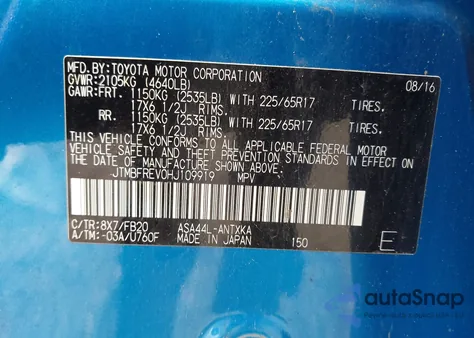 MFD.BY:TOYOTA MOTOR CORPORATION 08/16
GVWR:2105KG (4640LB)
GAWR:FRT. 1150KG (2535LB) WITH 225/65R17 TIRES,
17X6 1/2J RIMS,
RR. 1150KG (2535LB) WITH 225/65R17 TIRES.
17X6 1/2J RIMS,
THIS VEHICLE CONFORMS TO ALL APPLICABLE FEDERAL MOTOR
VEHICLE SAFETY AND THEFT PREVENTION STANDARDS IN EFFECT
ON THE DATE OF MANUFACTURE SHOWN ABOVE.
JTMBFREV0HJ109919 MPV
C/TR:8X7/FB20 ASA44L-ANTXKA
A/TM:-03A/U760F MADE IN JAPAN 150 E
autoSnap